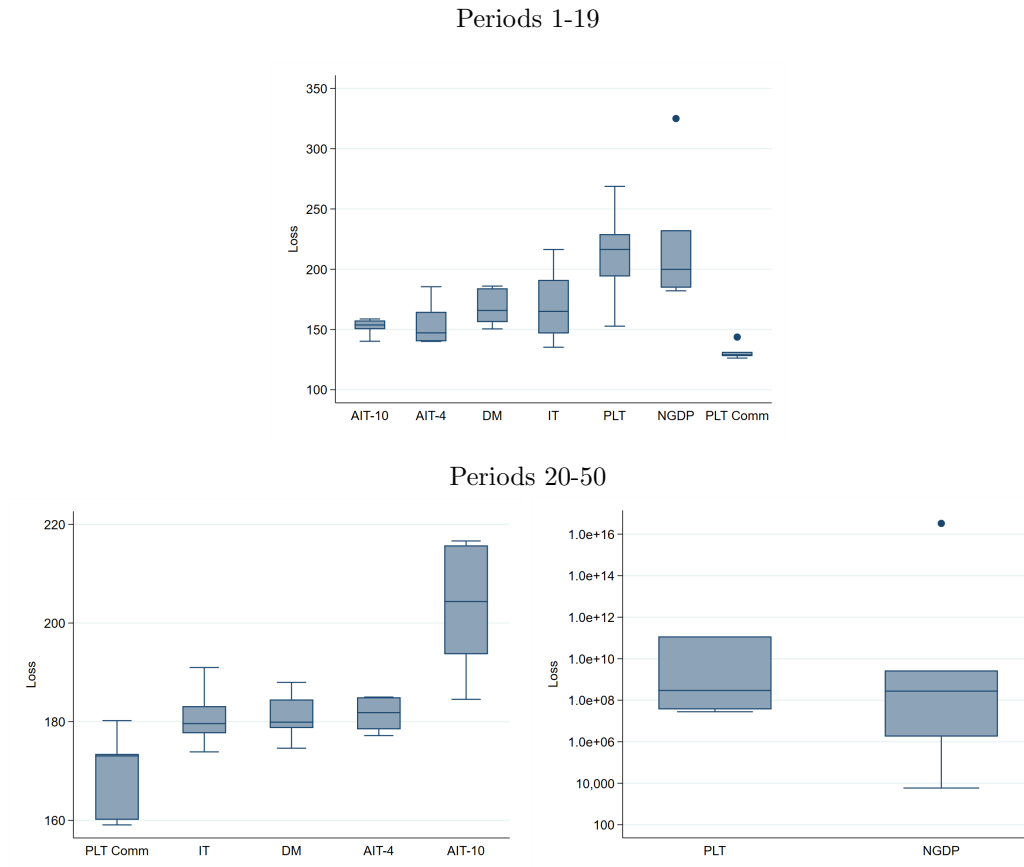 Periods 1-19
350
300
250
200
150
100
Loss
AIT-10 AIT-4 DM IT PLT NGDP PLT Comm
Periods 20-50
220
200
180
160
Loss
PLT Comm IT DM AIT-4 AIT-10
1.0e+16
1.0e+14
1.0e+12
1.0e+10
1.0e+08
1.0e+06
10,000
100
Loss
PLT NGDP